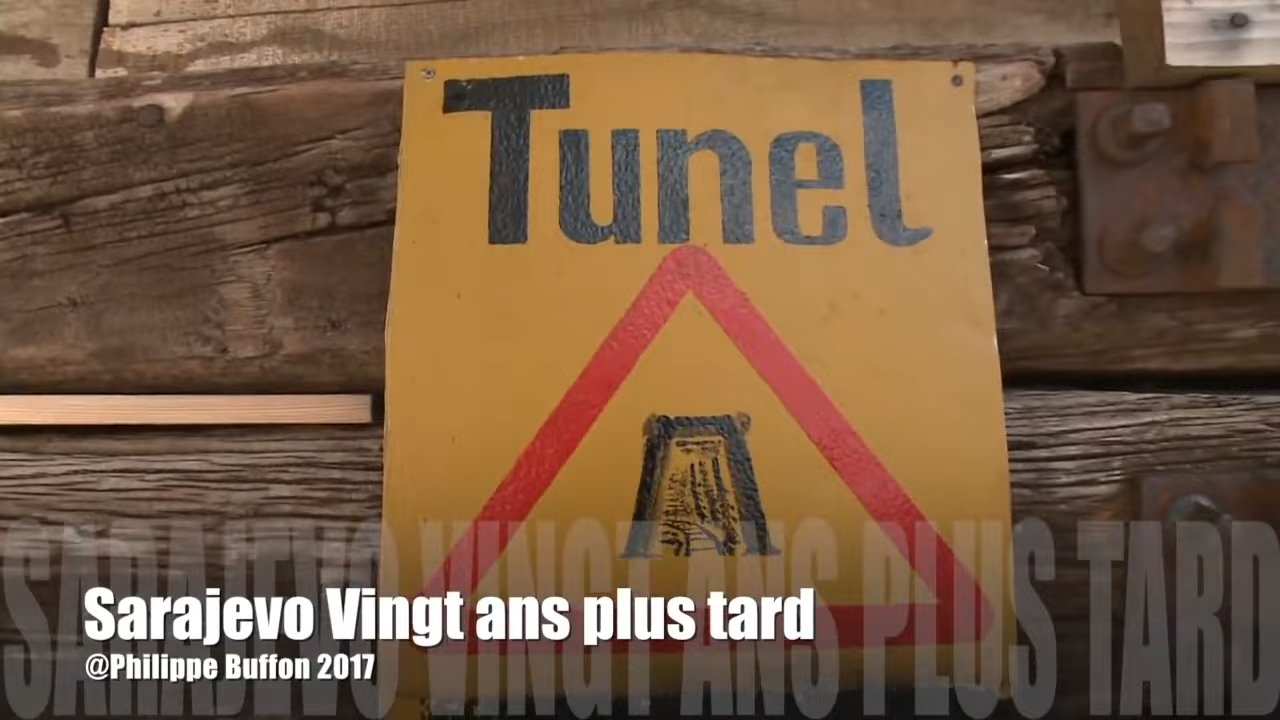 Tunel
SARAJEVO VINGT ANS PLUS TARD
Sarajevo Vingt ans plus tard
@Philippe Buffon 2017